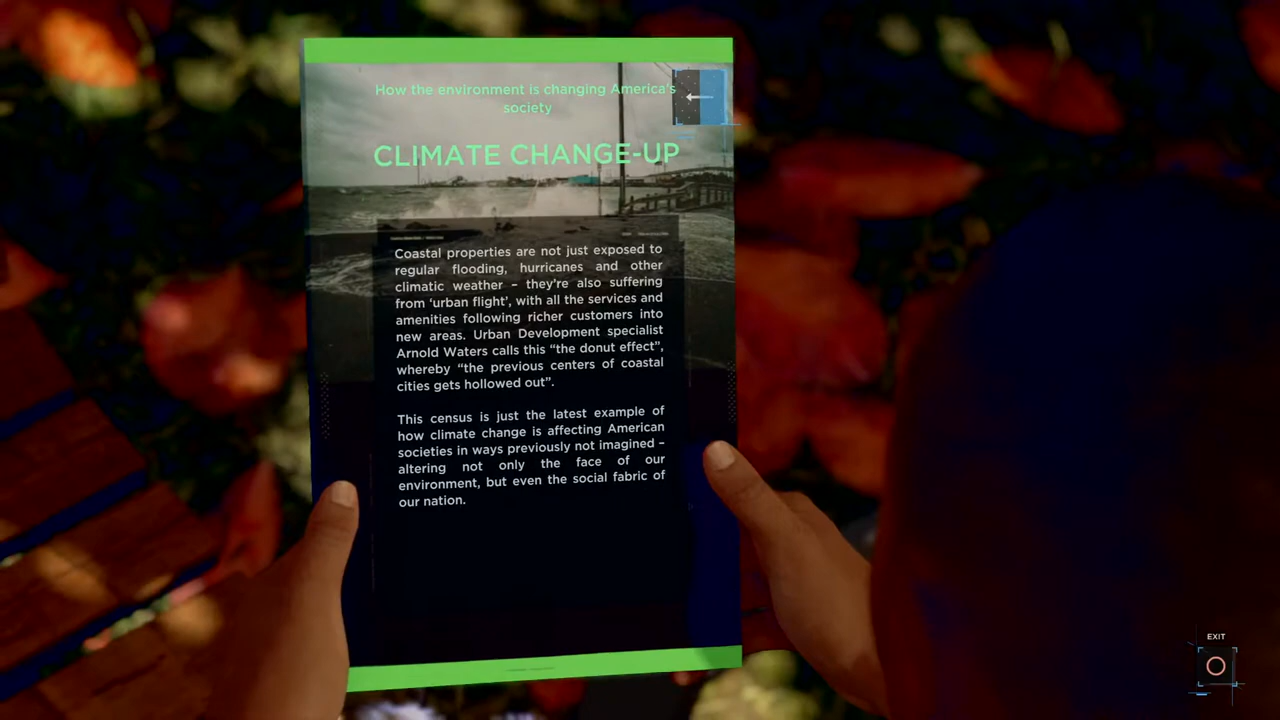 How the environment is changing America's
society
CLIMATE CHANGE-UP
Coastal properties are not just exposed to
regular flooding, hurricanes and other
climatic weather – they're also suffering
from 'urban flight', with all the services and
amenities following richer customers into
new areas. Urban Development specialist
Arnold Waters calls this "the donut effect",
whereby "the previous centers of coastal
cities gets hollowed out".
This census is just the latest example of
how climate change is affecting American
societies in ways previously not imagined –
altering not only the face of our
environment, but even the social fabric of
our nation.
EXIT